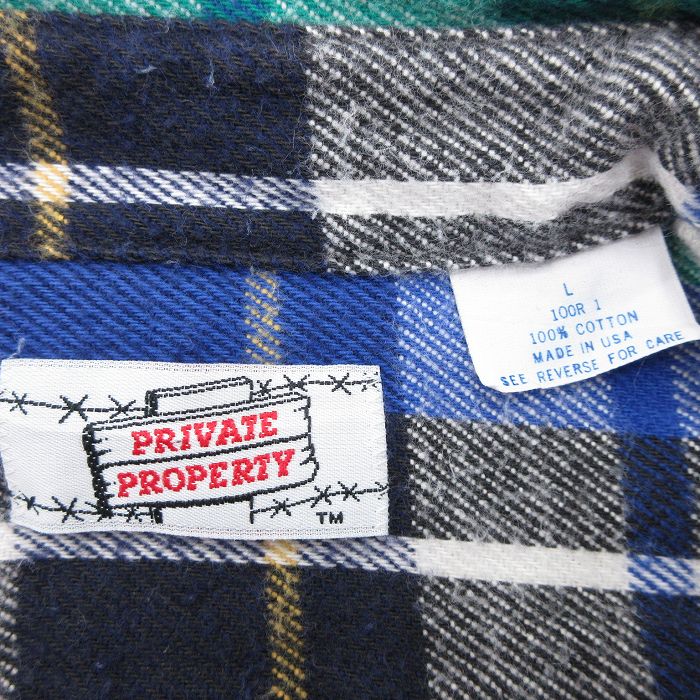 L
100R 1
100% COTTON
MADE IN USA
SEE REVERSE FOR CARE
PRIVATE
PROPERTY
TM